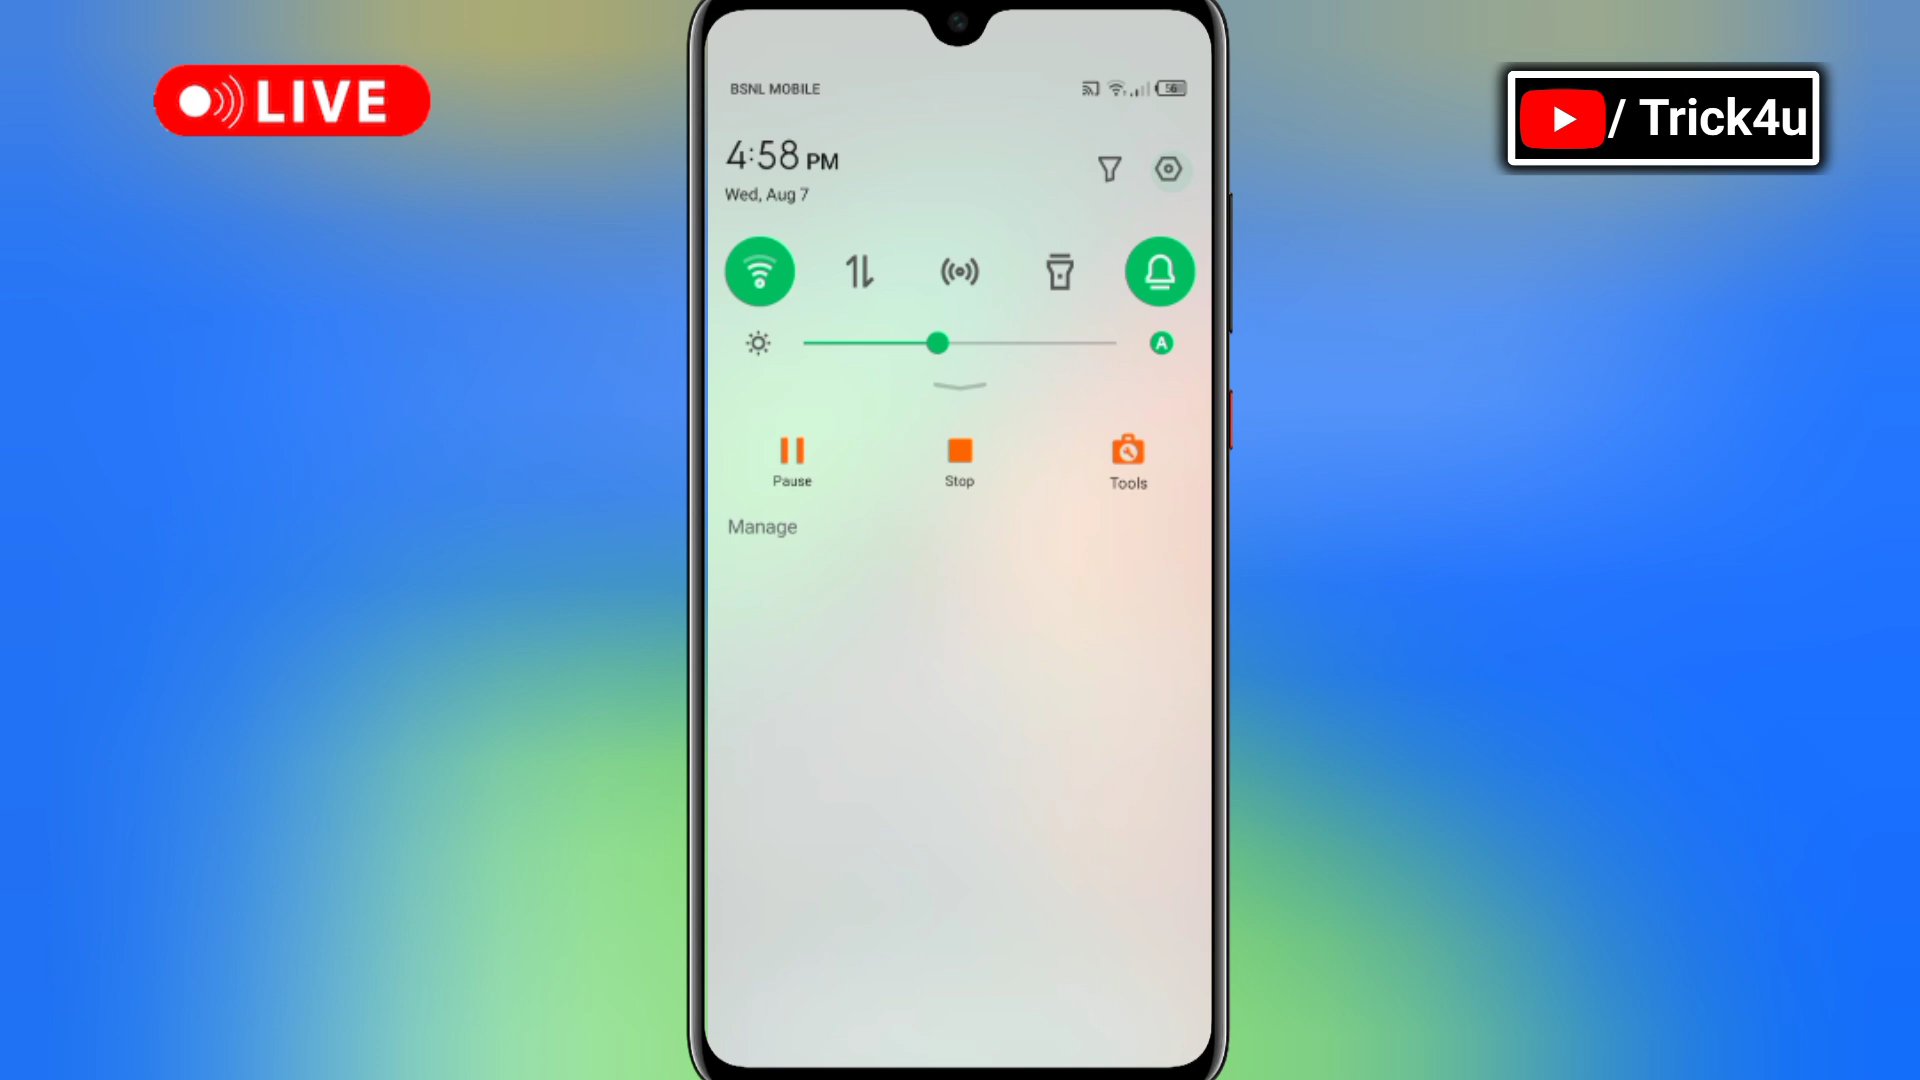 LIVE
/ Trick4u
BSNL MOBILE
56
4:58 PM
Wed, Aug 7
A
Pause
Stop
Tools
Manage